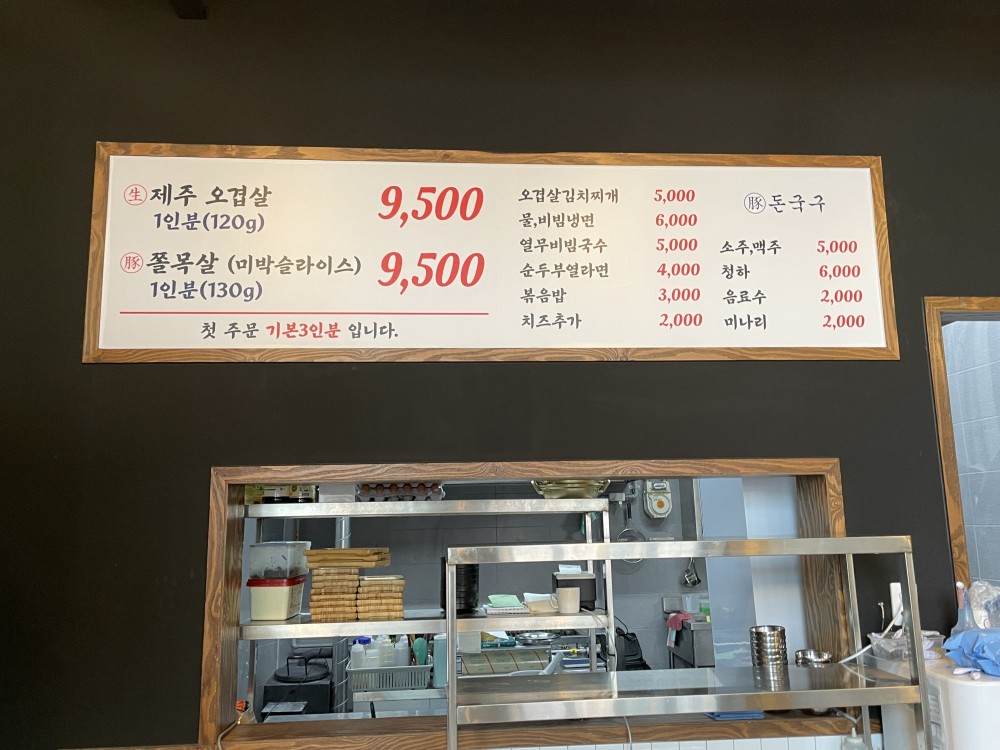 生 제주 오겹살 9,500
1인분(120g)
豚 쫄목살 (미박슬라이스) 9,500
1인분(130g)
첫 주문 기본3인분 입니다.
오겹살김치찌개 5,000
물,비빔냉면 6,000
열무비빔국수 5,000
순두부열라면 4,000
볶음밥 3,000
치즈추가 2,000
豚 돈국구
소주,맥주 5,000
청하 6,000
음료수 2,000
미나리 2,000